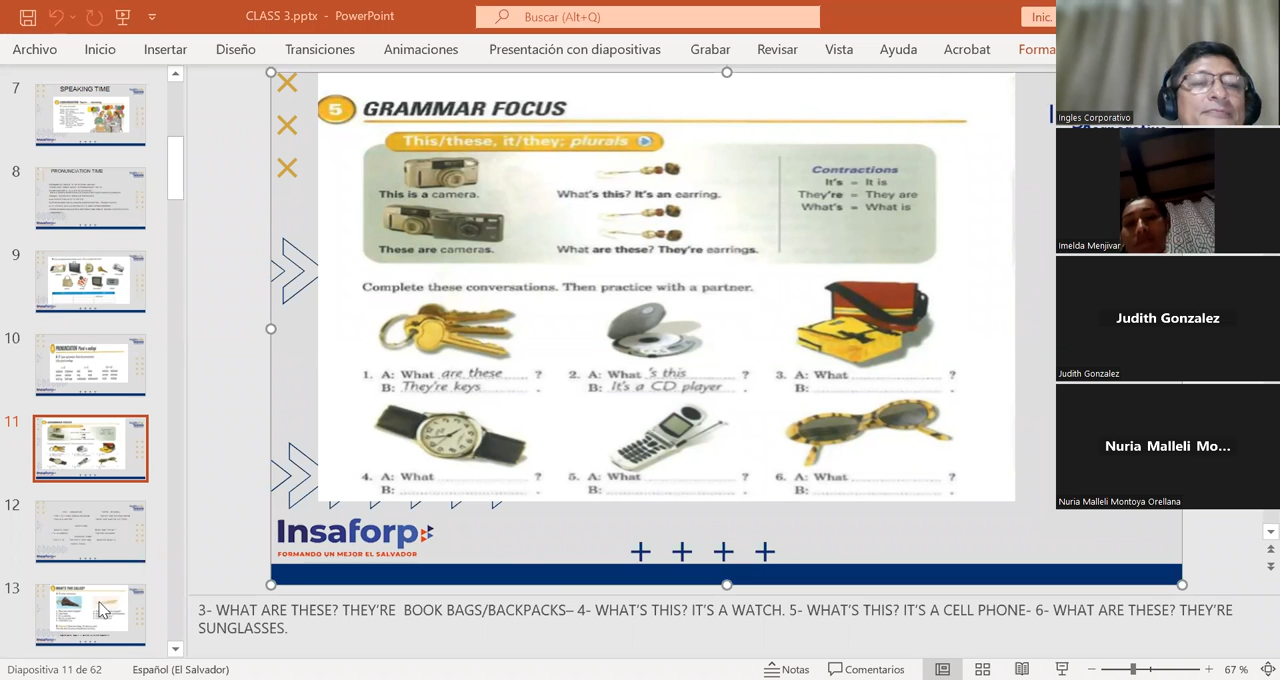 CLASS 3.pptx - PowerPoint
Buscar (Alt+Q)
Inic.
Archivo Inicio Insertar Diseño Transiciones Animaciones Presentación con diapositivas Grabar Revisar Vista Ayuda Acrobat Forma
7
SPEAKING TIME
8
PRONUNCIATION TIME
9
10
11
12
13
5 GRAMMAR FOCUS
This/these, it/they; plurals
This is a camera.
What's this? It's an earring.
These are cameras.
What are these? They're earrings.
Contractions
It's = It is
They're = They are
What's = What is
Complete these conversations. Then practice with a partner.
1. A: What are these ?
B: They're keys .
2. A: What 's this ?
B: It's a CD player .
3. A: What ?
B: .
4. A: What ?
B: .
5. A: What ?
B: .
6. A: What ?
B: .
Insaforp
FORMANDO UN MEJOR EL SALVADOR
Ingles Corporativo
Imelda Menjivar
Judith Gonzalez
Judith Gonzalez
Nuria Malleli Mo...
Nuria Malleli Montoya Orellana
3- WHAT ARE THESE? THEY'RE BOOK BAGS/BACKPACKS– 4- WHAT'S THIS? IT'S A WATCH. 5- WHAT'S THIS? IT'S A CELL PHONE- 6- WHAT ARE THESE? THEY'RE
SUNGLASSES.
Diapositiva 11 de 62 Español (El Salvador) Notas Comentarios 67 %